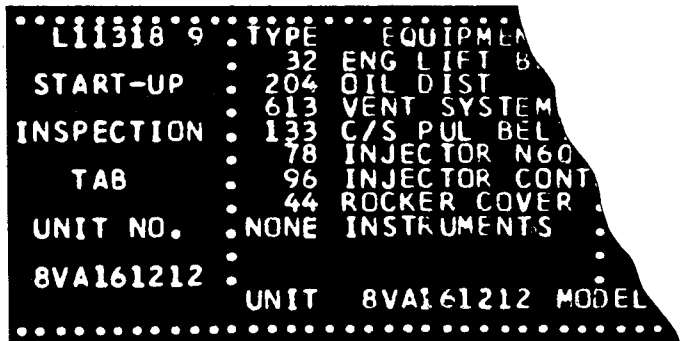 L11318 9
START-UP
INSPECTION
TAB
UNIT NO.
8VA161212
TYPE EQUIPMEN
32 ENG LIFT B
204 OIL DIST
613 VENT SYSTEM
133 C/S PUL BEL
78 INJECTOR N60
96 INJECTOR CONT
44 ROCKER COVER
NONE INSTRUMENTS
UNIT 8VA161212 MODEL